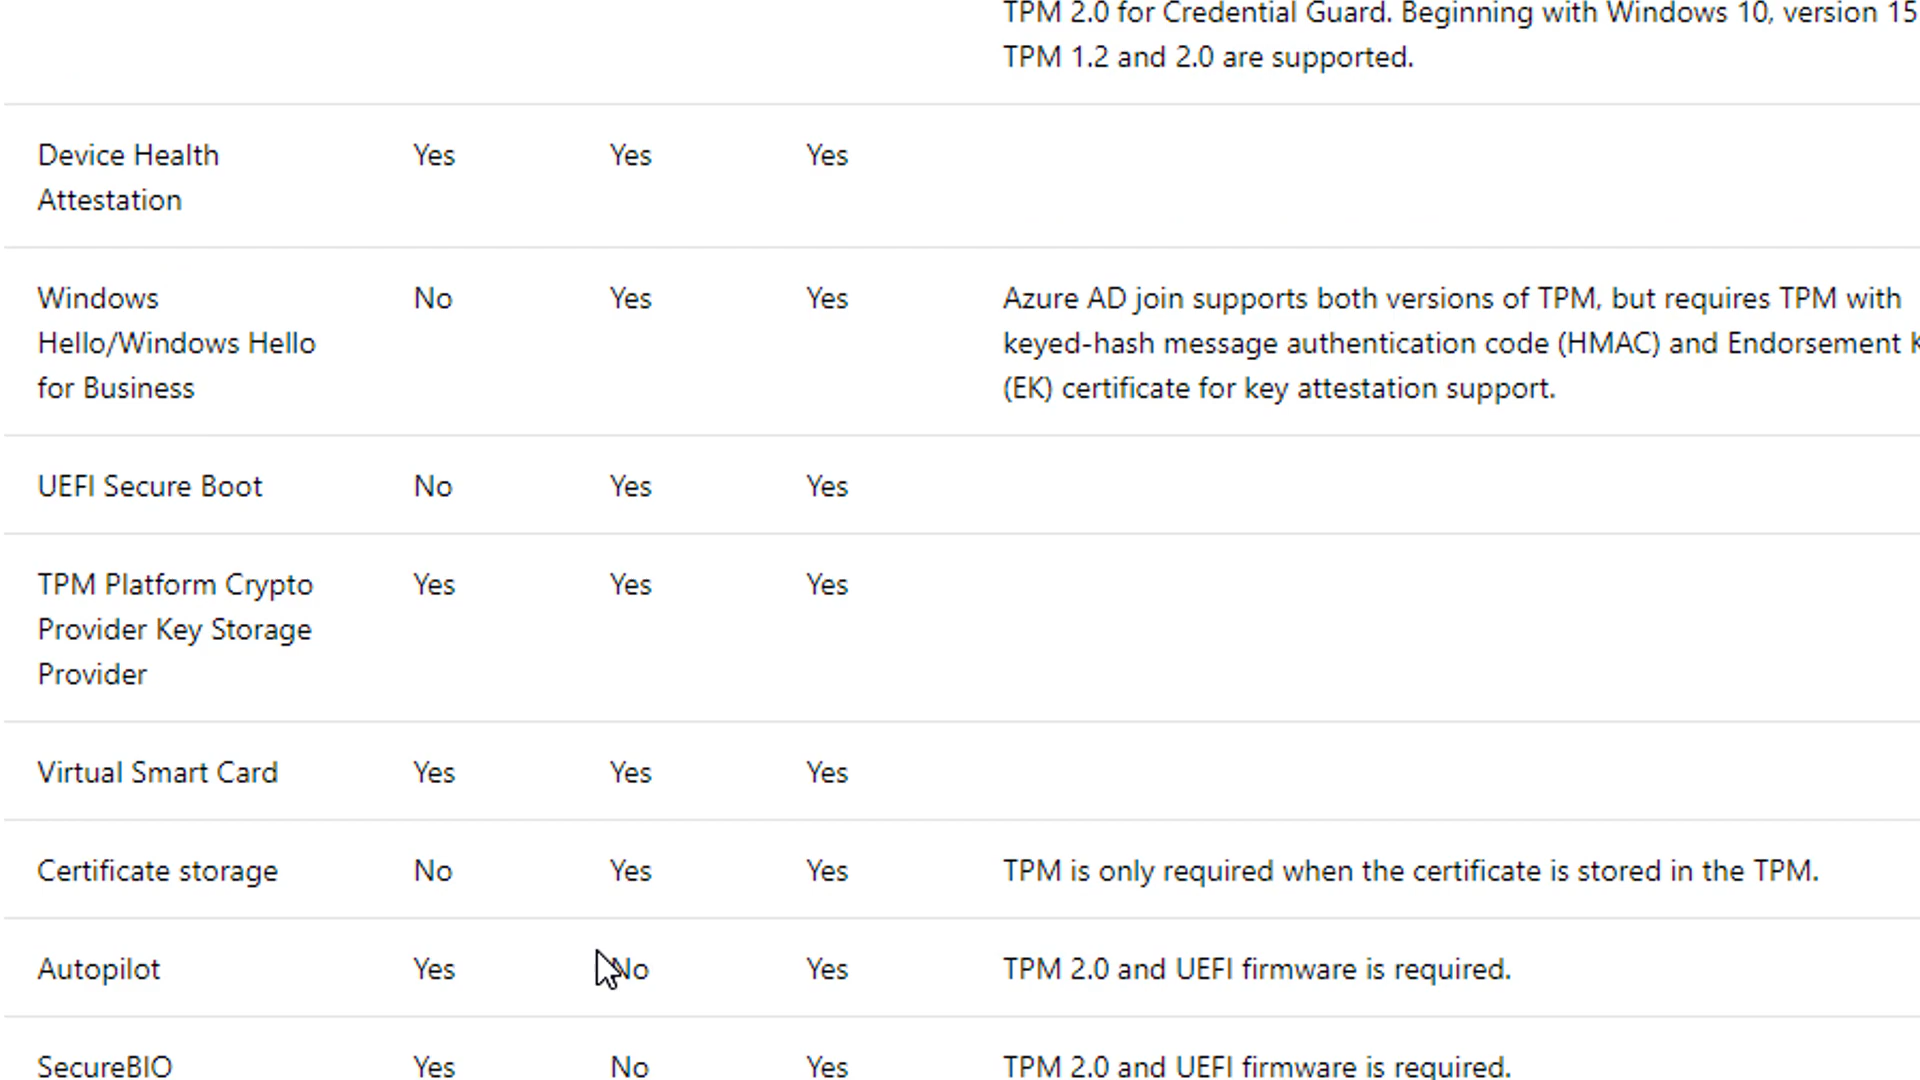 TPM 2.0 for Credential Guard. Beginning with Windows 10, version 15
TPM 1.2 and 2.0 are supported.
Device Health Yes Yes Yes
Attestation
Windows No Yes Yes Azure AD join supports both versions of TPM, but requires TPM with
Hello/Windows Hello keyed-hash message authentication code (HMAC) and Endorsement K
for Business (EK) certificate for key attestation support.
UEFI Secure Boot No Yes Yes
TPM Platform Crypto Yes Yes Yes
Provider Key Storage
Provider
Virtual Smart Card Yes Yes Yes
Certificate storage No Yes Yes TPM is only required when the certificate is stored in the TPM.
Autopilot Yes No Yes TPM 2.0 and UEFI firmware is required.
SecureBIO Yes No Yes TPM 2.0 and UEFI firmware is required.